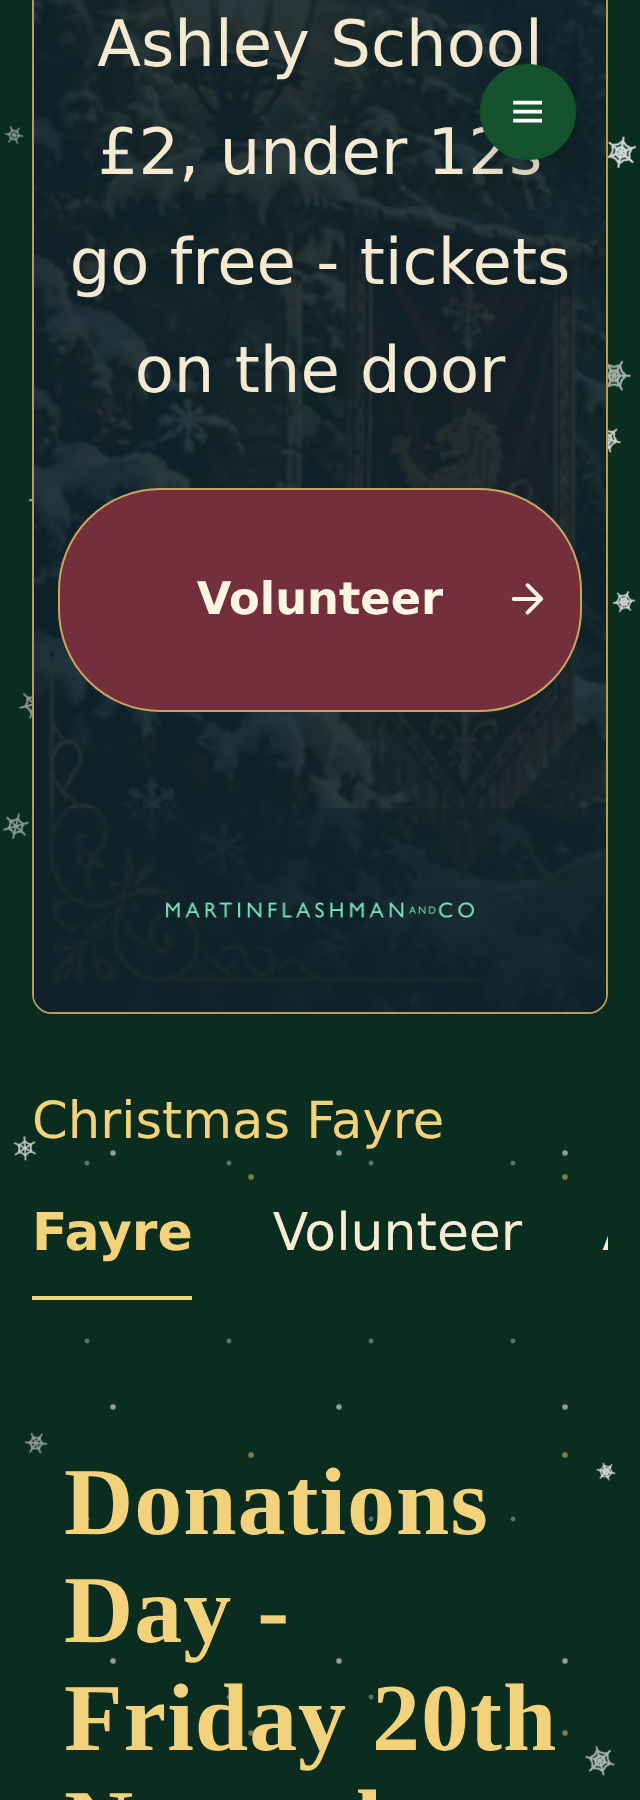 Ashley School
£2, under 12s
go free - tickets
on the door
Volunteer
MARTINFLASHMANANDCO
Christmas Fayre
Fayre Volunteer
Donations
Day -
Friday 20th